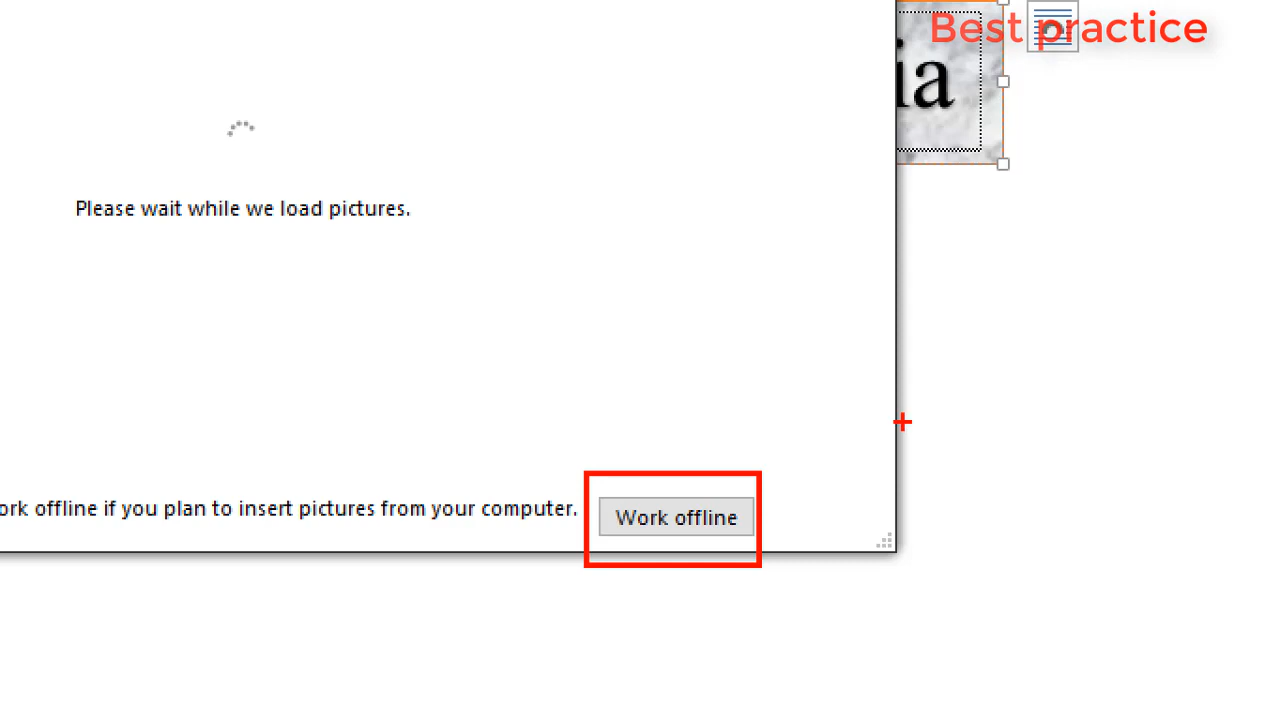 Best practice
ia
Please wait while we load pictures.
ork offline if you plan to insert pictures from your computer.
Work offline